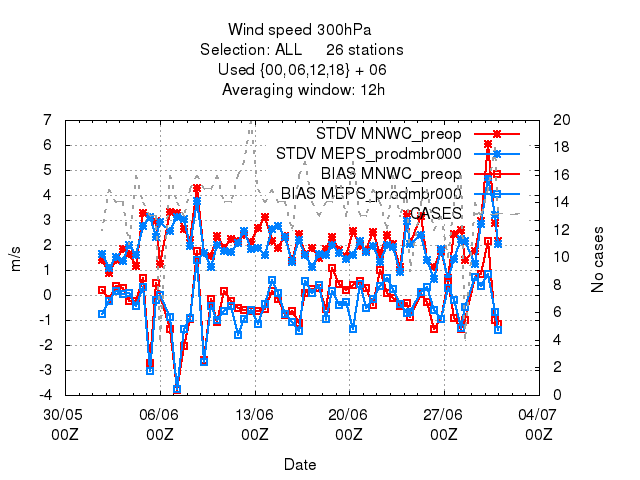 Wind speed 300hPa
Selection: ALL 26 stations
Used {00,06,12,18} + 06
Averaging window: 12h
STDV MNWC_preop
STDV MEPS_prodmbr000
BIAS MNWC_preop
BIAS MEPS_prodmbr000
CASES
7
6
5
4
3
2
1
0
-1
-2
-3
-4
m/s
20
18
16
14
12
10
8
6
4
2
0
No cases
30/05 06/06 13/06 20/06 27/06 04/07
00Z 00Z 00Z 00Z 00Z 00Z
Date